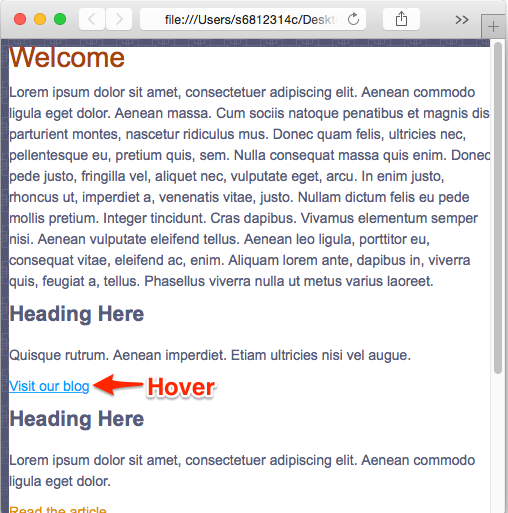 file:///Users/s6812314c/Deskt
Welcome
Lorem ipsum dolor sit amet, consectetuer adipiscing elit. Aenean commodo
ligula eget dolor. Aenean massa. Cum sociis natoque penatibus et magnis dis
parturient montes, nascetur ridiculus mus. Donec quam felis, ultricies nec,
pellentesque eu, pretium quis, sem. Nulla consequat massa quis enim. Donec
pede justo, fringilla vel, aliquet nec, vulputate eget, arcu. In enim justo,
rhoncus ut, imperdiet a, venenatis vitae, justo. Nullam dictum felis eu pede
mollis pretium. Integer tincidunt. Cras dapibus. Vivamus elementum semper
nisi. Aenean vulputate eleifend tellus. Aenean leo ligula, porttitor eu,
consequat vitae, eleifend ac, enim. Aliquam lorem ante, dapibus in, viverra
quis, feugiat a, tellus. Phasellus viverra nulla ut metus varius laoreet.
Heading Here
Quisque rutrum. Aenean imperdiet. Etiam ultricies nisi vel augue.
Visit our blog Hover
Heading Here
Lorem ipsum dolor sit amet, consectetuer adipiscing elit. Aenean commodo
ligula eget dolor.
Read the article